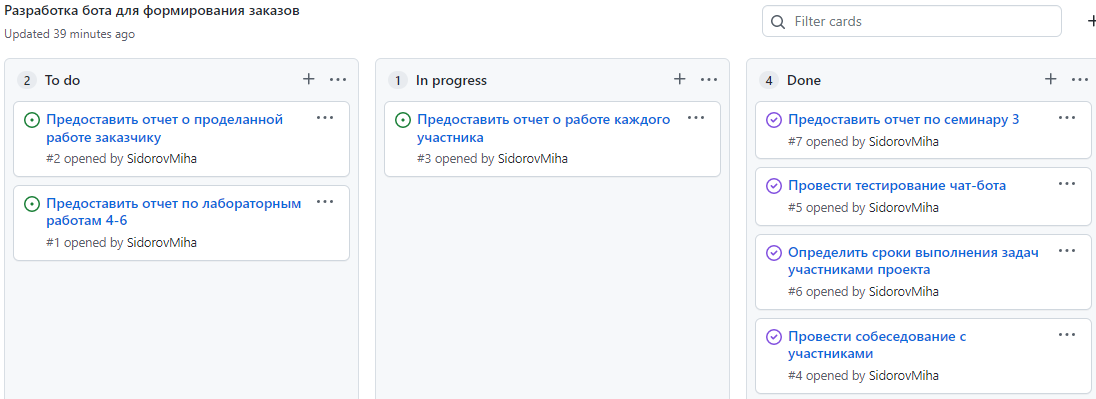 Разработка бота для формирования заказов
Updated 39 minutes ago
Filter cards
2 To do
Предоставить отчет о проделанной
работе заказчику
#2 opened by SidorovMiha
Предоставить отчет по лабораторным
работам 4-6
#1 opened by SidorovMiha
1 In progress
Предоставить отчет о работе каждого
участника
#3 opened by SidorovMiha
4 Done
Предоставить отчет по семинару 3
#7 opened by SidorovMiha
Провести тестирование чат-бота
#5 opened by SidorovMiha
Определить сроки выполнения задач
участниками проекта
#6 opened by SidorovMiha
Провести собеседование с
участниками
#4 opened by SidorovMiha